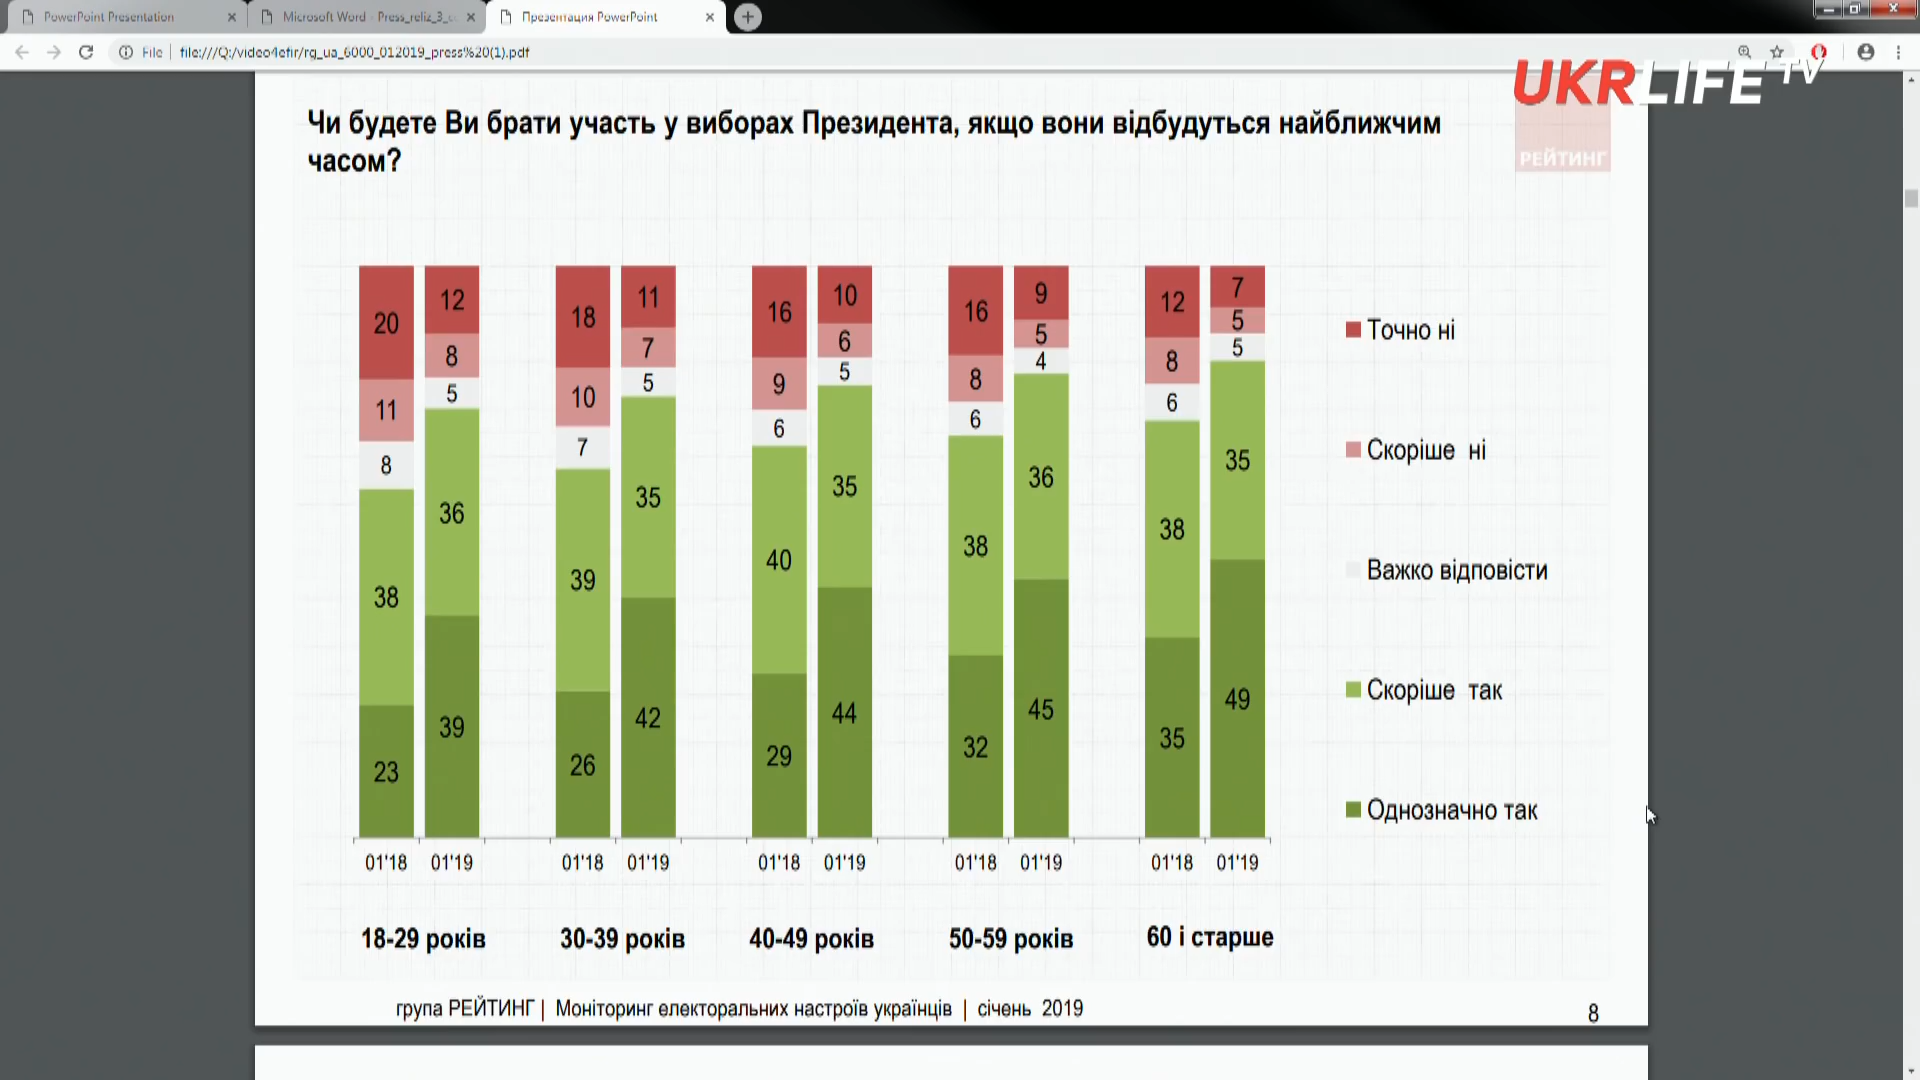 PowerPoint Presentation
Microsoft Word - Press_reliz_3_c
Презентация PowerPoint
File
file:///Q:/video4efir/rg_ua_6000_012019_press%20(1).pdf
UKRLIFE TV
РЕЙТИНГ
Чи будете Ви брати участь у виборах Президента, якщо вони відбудуться найближчим
часом?
20 12 18 11 16 10 16 9 12 7
11 8 10 7 9 6 8 5 8 5
8 5 7 5 6 5 6 4 6 5
38 36 39 35 40 35 38 36 38 35
23 39 26 42 29 44 32 45 35 49
Точно ні
Скоріше ні
Важко відповісти
Скоріше так
Однозначно так
01'18 01'19 01'18 01'19 01'18 01'19 01'18 01'19 01'18 01'19
18-29 років 30-39 років 40-49 років 50-59 років 60 і старше
група РЕЙТИНГ | Моніторинг електоральних настроїв українців | січень 2019
8